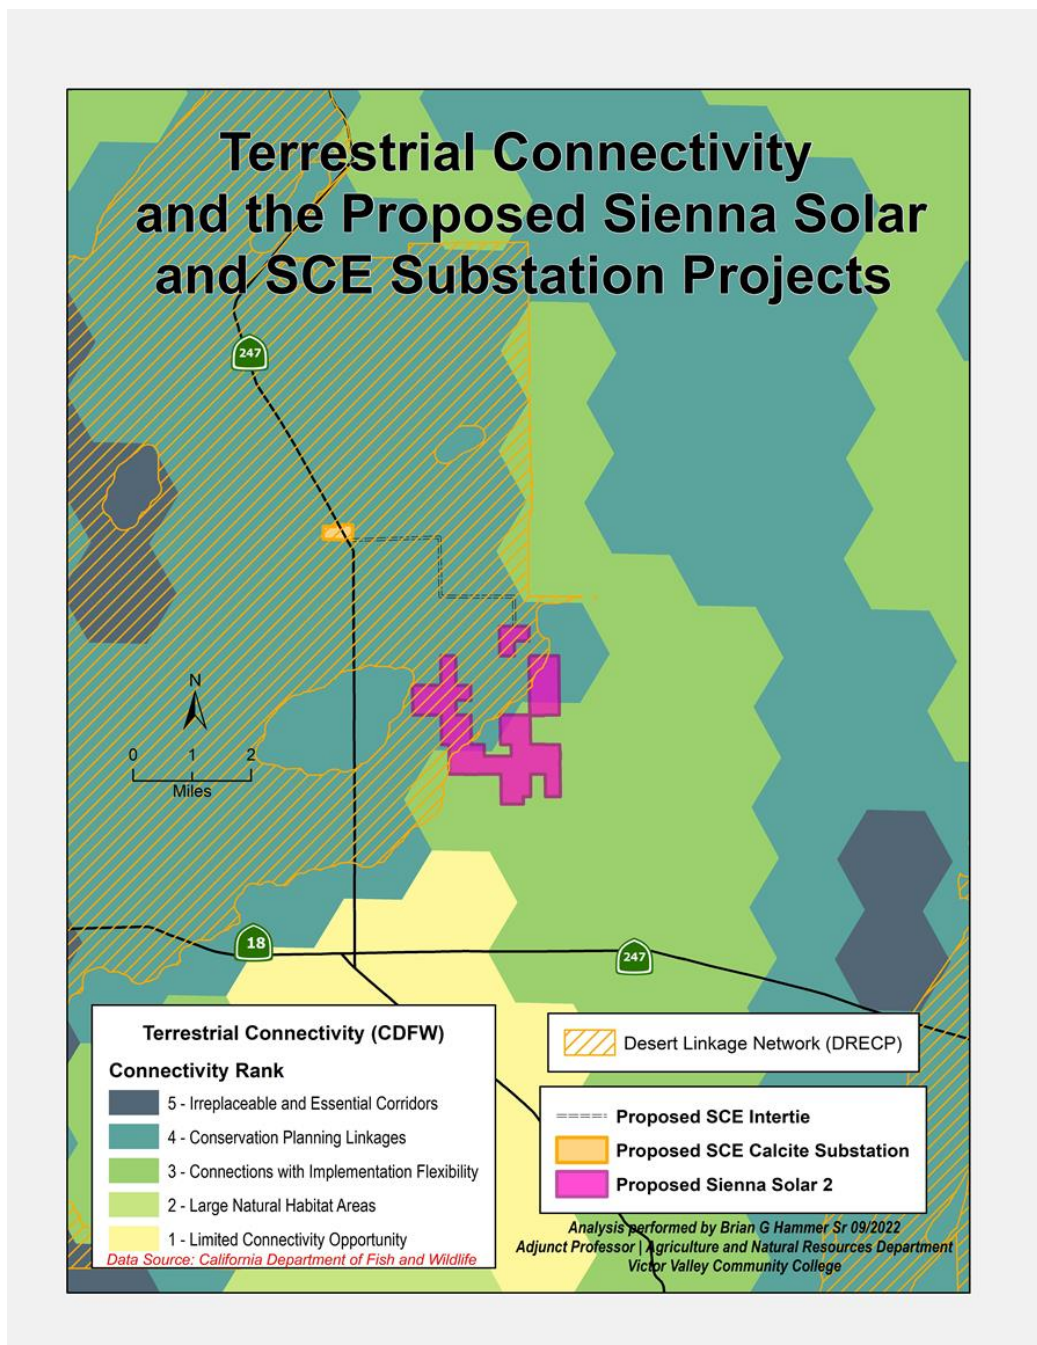 Terrestrial Connectivity
and the Proposed Sienna Solar
and SCE Substation Projects
247
N
0 1 2
Miles
18
247
Terrestrial Connectivity (CDFW)
Connectivity Rank
5 - Irreplaceable and Essential Corridors
4 - Conservation Planning Linkages
3 - Connections with Implementation Flexibility
2 - Large Natural Habitat Areas
1 - Limited Connectivity Opportunity
Data Source: California Department of Fish and Wildlife
Desert Linkage Network (DRECP)
Proposed SCE Intertie
Proposed SCE Calcite Substation
Proposed Sienna Solar 2
Analysis performed by Brian G Hammer Sr 09/2022
Adjunct Professor | Agriculture and Natural Resources Department
Victor Valley Community College